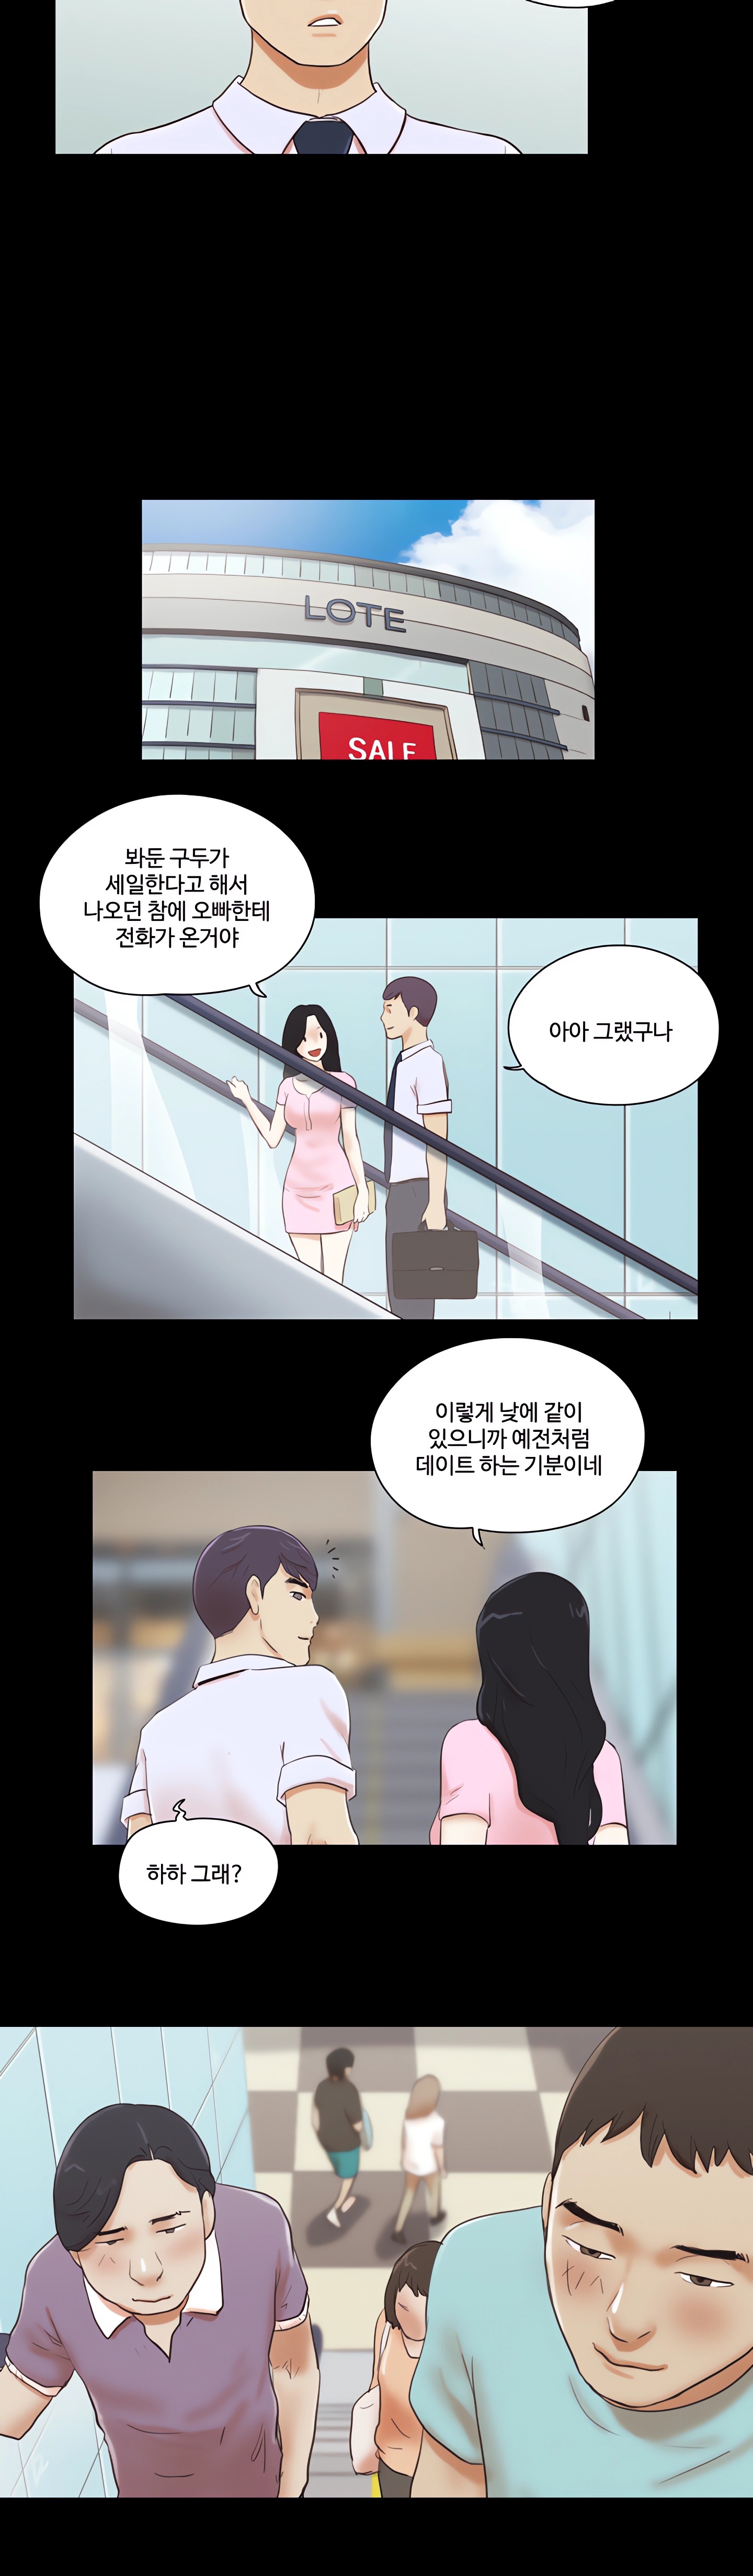 LOTE
SALE
봐둔 구두가
세일한다고 해서
나오던 참에 오빠한테
전화가 온거야
아아 그랬구나
이렇게 낮에 같이
있으니까 예전처럼
데이트 하는 기분이네
하하 그래?